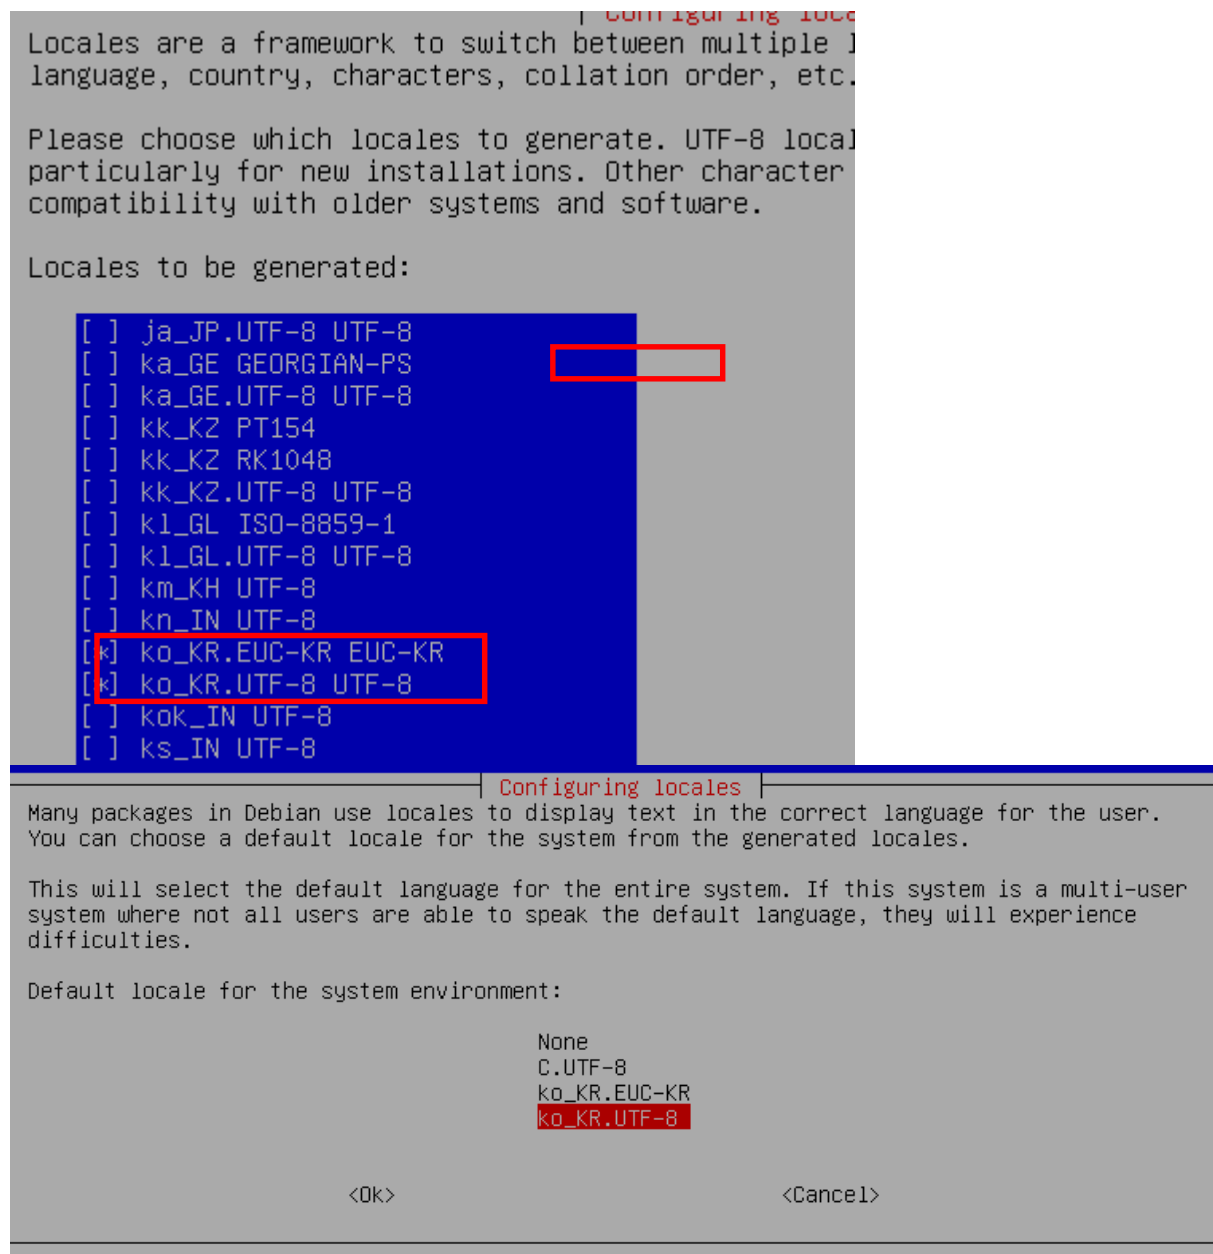 Configuring loca
Locales are a framework to switch between multiple l
language, country, characters, collation order, etc.
Please choose which locales to generate. UTF-8 local
particularly for new installations. Other character
compatibility with older systems and software.
Locales to be generated:
[ ] ja_JP.UTF-8 UTF-8
[ ] ka_GE GEORGIAN-PS
[ ] ka_GE.UTF-8 UTF-8
[ ] kk_KZ PT154
[ ] kk_KZ RK1048
[ ] kk_KZ.UTF-8 UTF-8
[ ] kl_GL ISO-8859-1
[ ] kl_GL.UTF-8 UTF-8
[ ] km_KH UTF-8
[ ] kn_IN UTF-8
[*] ko_KR.EUC-KR EUC-KR
[*] ko_KR.UTF-8 UTF-8
[ ] kok_IN UTF-8
[ ] ks_IN UTF-8
Configuring locales
Many packages in Debian use locales to display text in the correct language for the user.
You can choose a default locale for the system from the generated locales.
This will select the default language for the entire system. If this system is a multi-user
system where not all users are able to speak the default language, they will experience
difficulties.
Default locale for the system environment:
None
C.UTF-8
ko_KR.EUC-KR
ko_KR.UTF-8
<Ok> <Cancel>